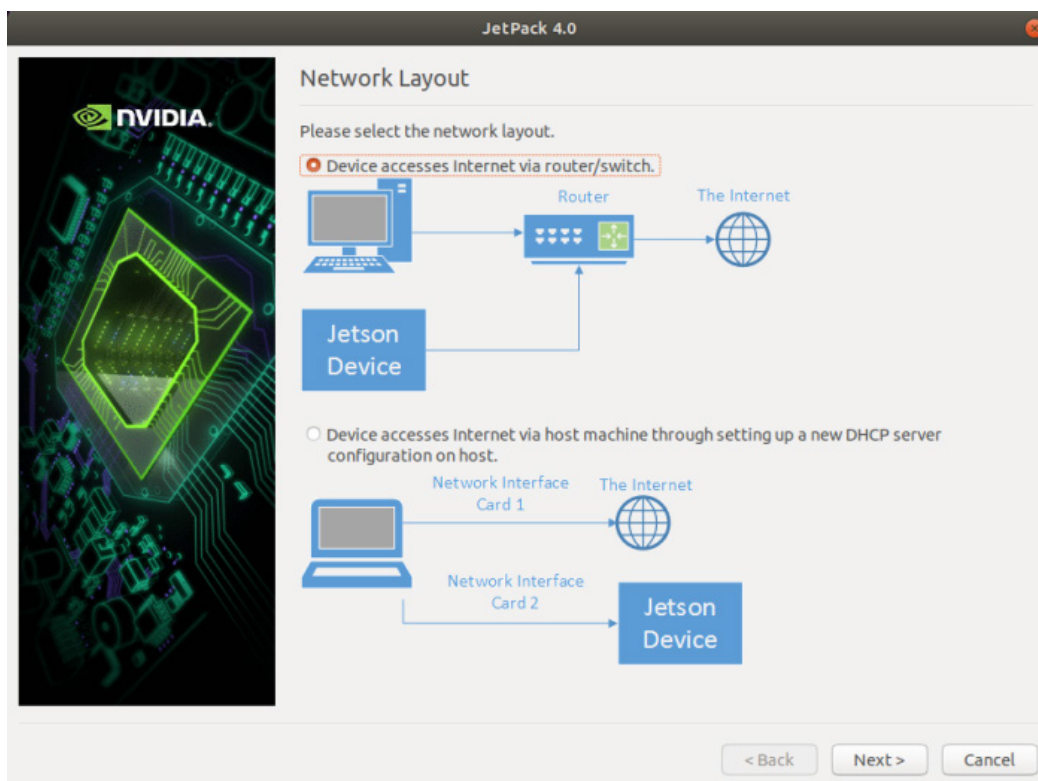 JetPack 4.0
NVIDIA.
Network Layout
Please select the network layout.
Device accesses Internet via router/switch.
Router
The Internet
Jetson
Device
Device accesses Internet via host machine through setting up a new DHCP server
configuration on host.
Network Interface
Card 1
The Internet
Network Interface
Card 2
Jetson
Device
< Back
Next >
Cancel